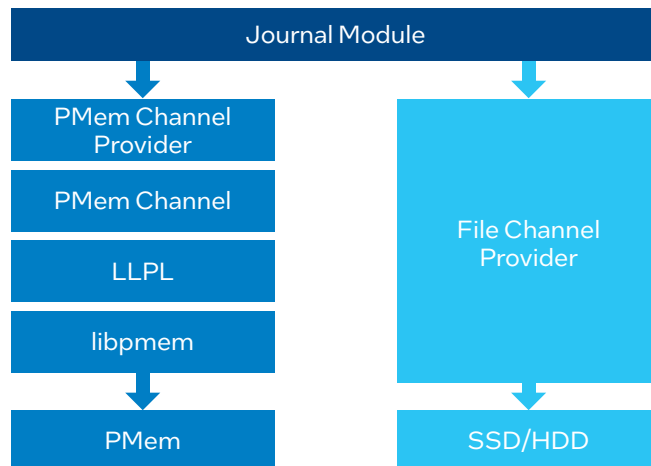 Journal Module
PMem Channel
Provider
PMem Channel
LLPL
libpmem
PMem
File Channel
Provider
SSD/HDD